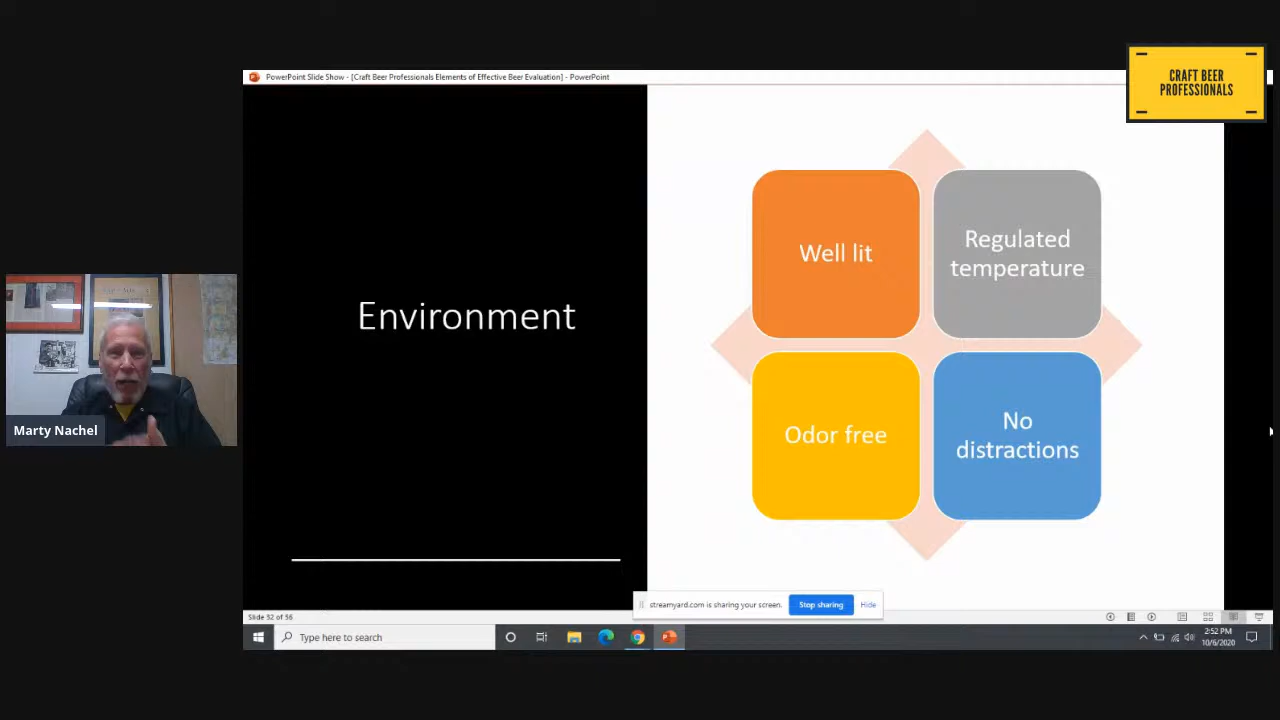 PowerPoint Slide Show - [Craft Beer Professionals Elements of Effective Beer Evaluation] - PowerPoint
CRAFT BEER
PROFESSIONALS
Environment
Well lit
Regulated
temperature
Odor free
No
distractions
Marty Nachel
streamyard.com is sharing your screen.
Stop sharing
Hide
Slide 32 of 36
Type here to search
2:52 PM
10/6/2020